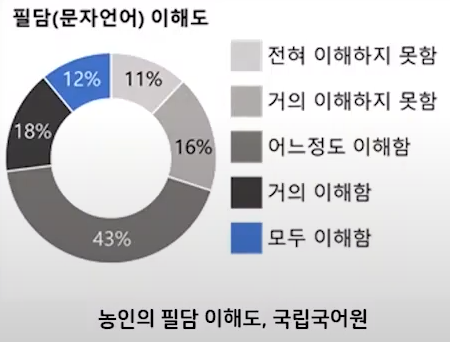 필담(문자언어) 이해도
12%
11%
18%
16%
43%
전혀 이해하지 못함
거의 이해하지 못함
어느정도 이해함
거의 이해함
모두 이해함
농인의 필담 이해도, 국립국어원